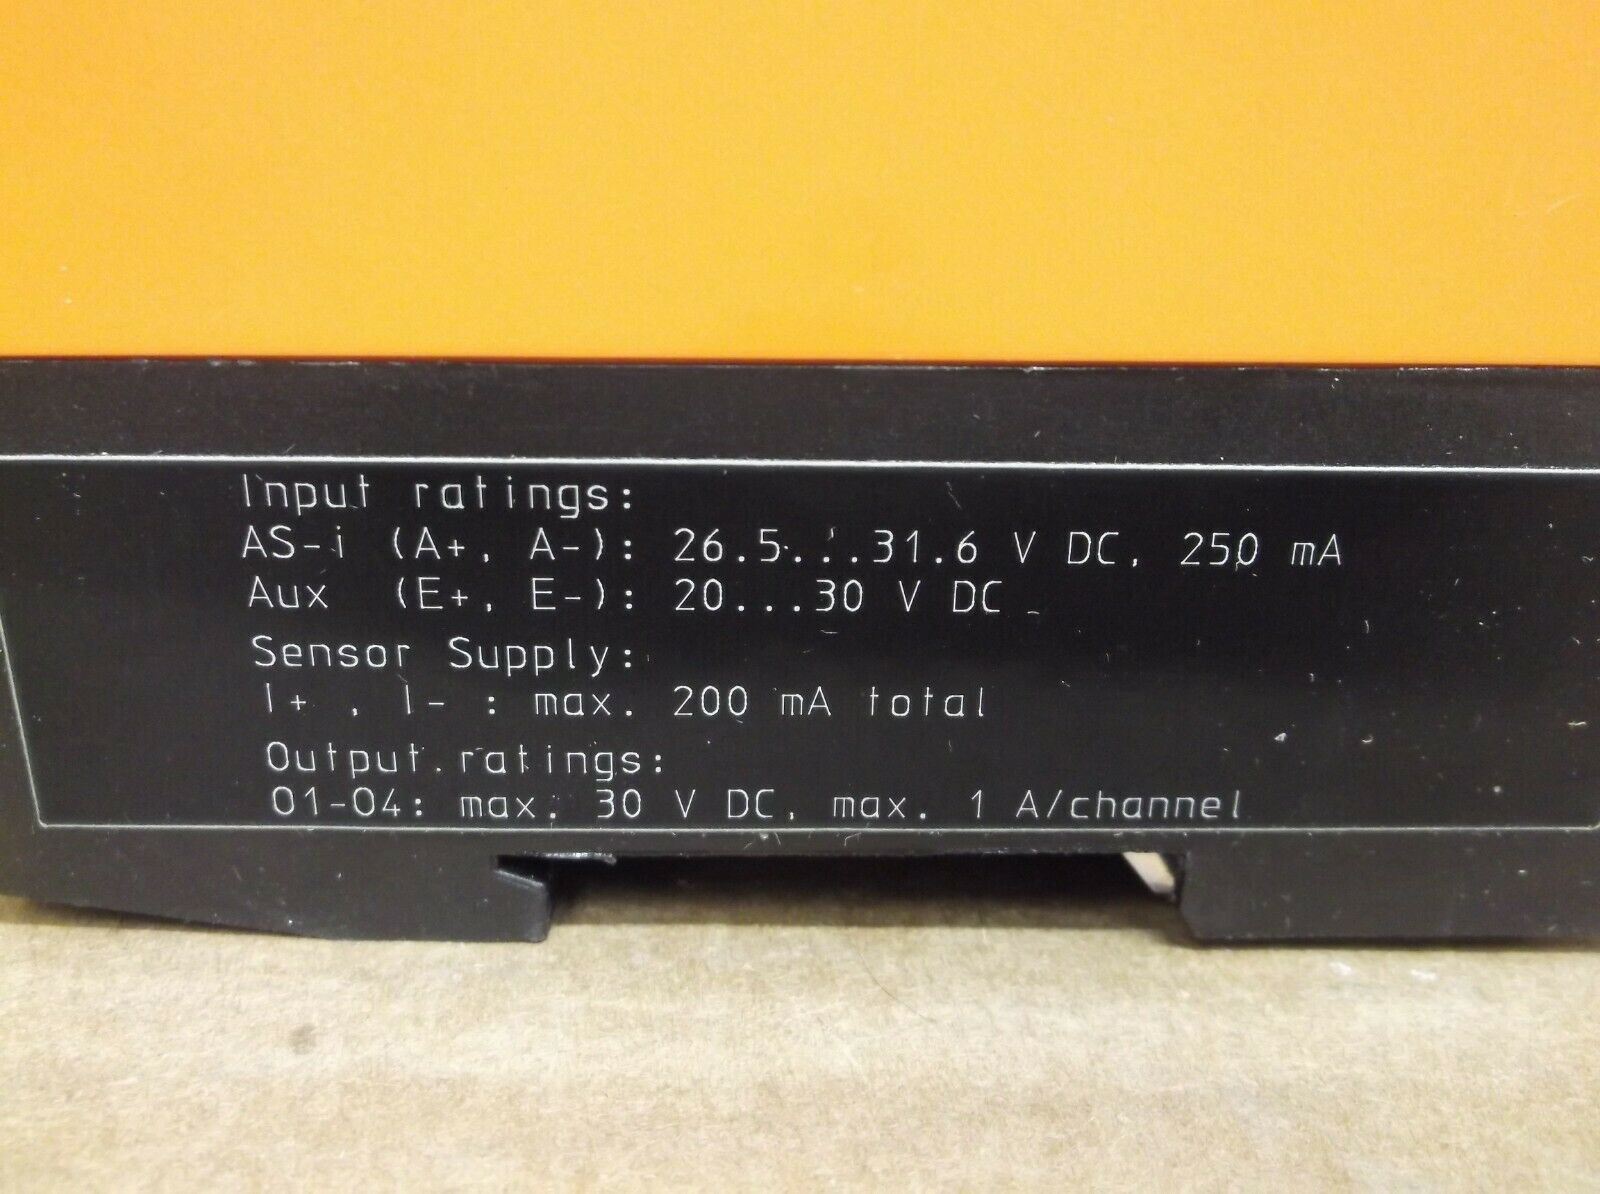 Input ratings:
AS-i (A+, A-): 26.5...31.6 V DC, 250 mA
Aux (E+, E-): 20...30 V DC
Sensor Supply:
I+ , I- : max. 200 mA total
Output ratings:
O1-O4: max. 30 V DC, max. 1 A/channel